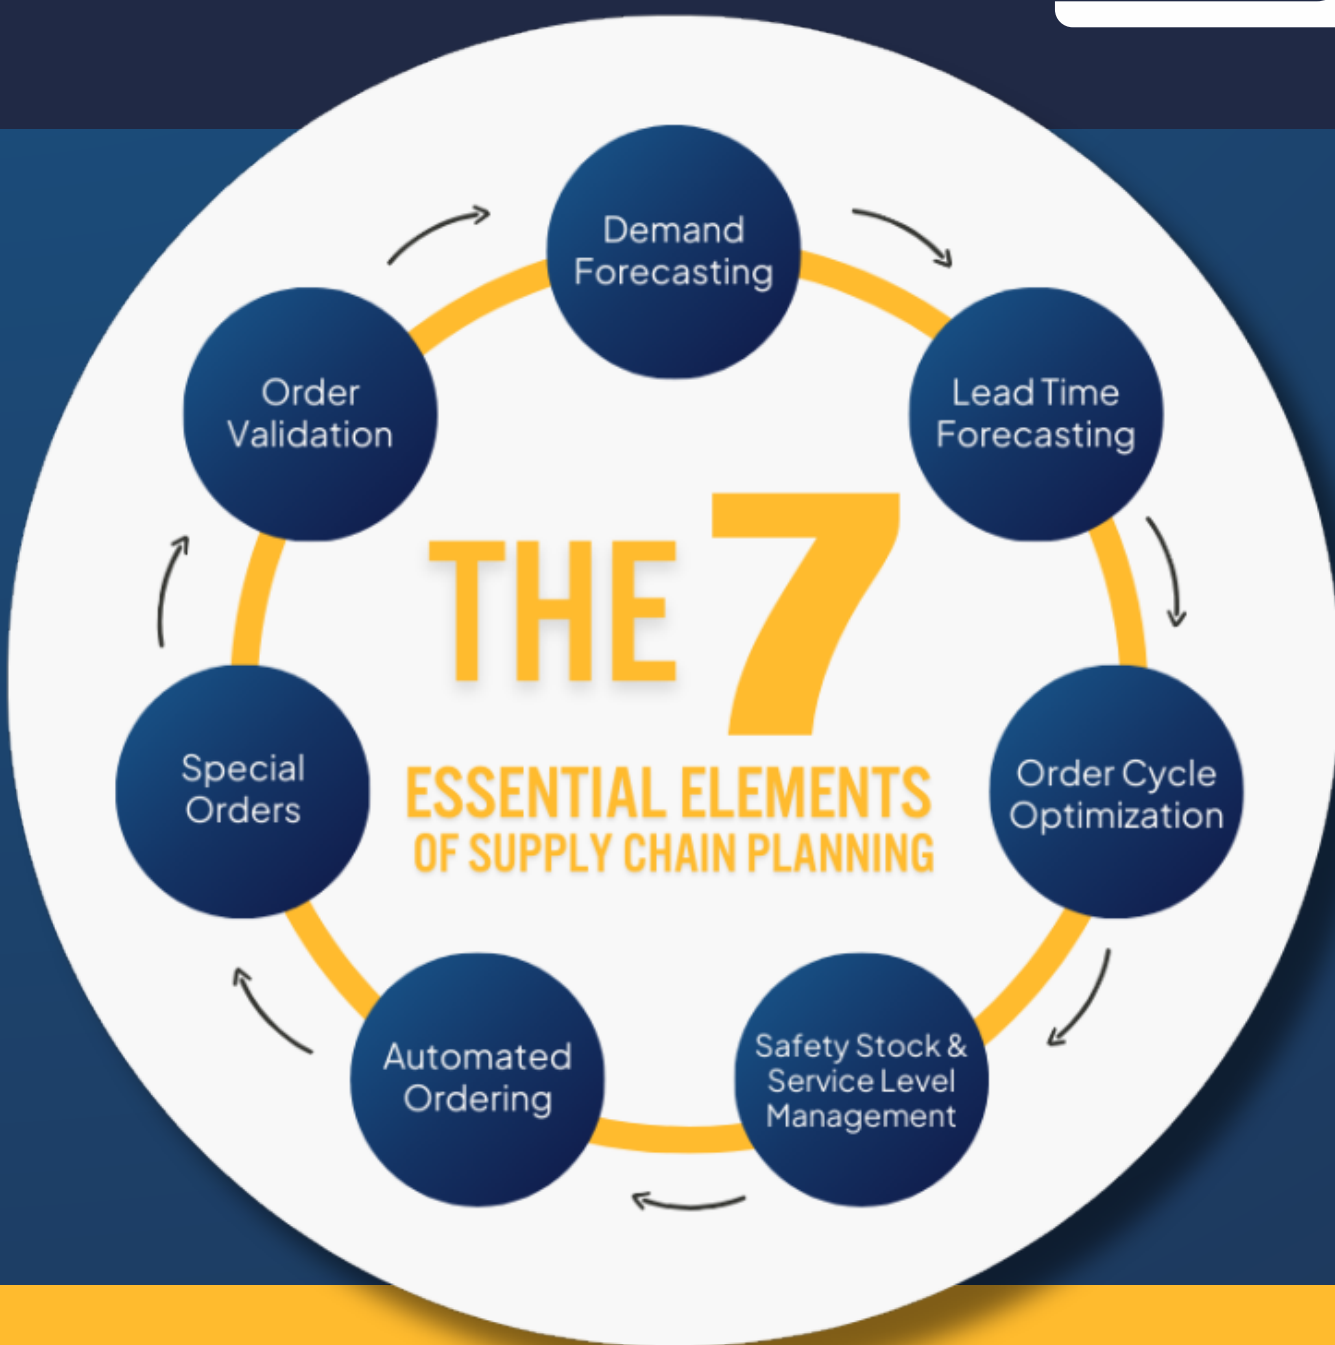 Demand
Forecasting
Lead Time
Forecasting
Order Cycle
Optimization
Safety Stock &
Service Level
Management
Automated
Ordering
Special
Orders
Order
Validation
THE 7
ESSENTIAL ELEMENTS
OF SUPPLY CHAIN PLANNING